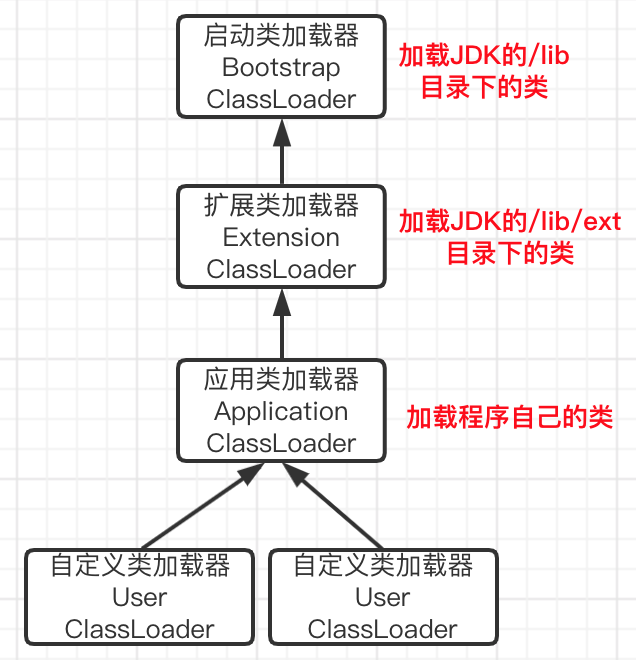 启动类加载器
Bootstrap
ClassLoader
加载JDK的/lib
目录下的类
扩展类加载器
Extension
ClassLoader
加载JDK的/lib/ext
目录下的类
应用类加载器
Application
ClassLoader
加载程序自己的类
自定义类加载器
User
ClassLoader
自定义类加载器
User
ClassLoader